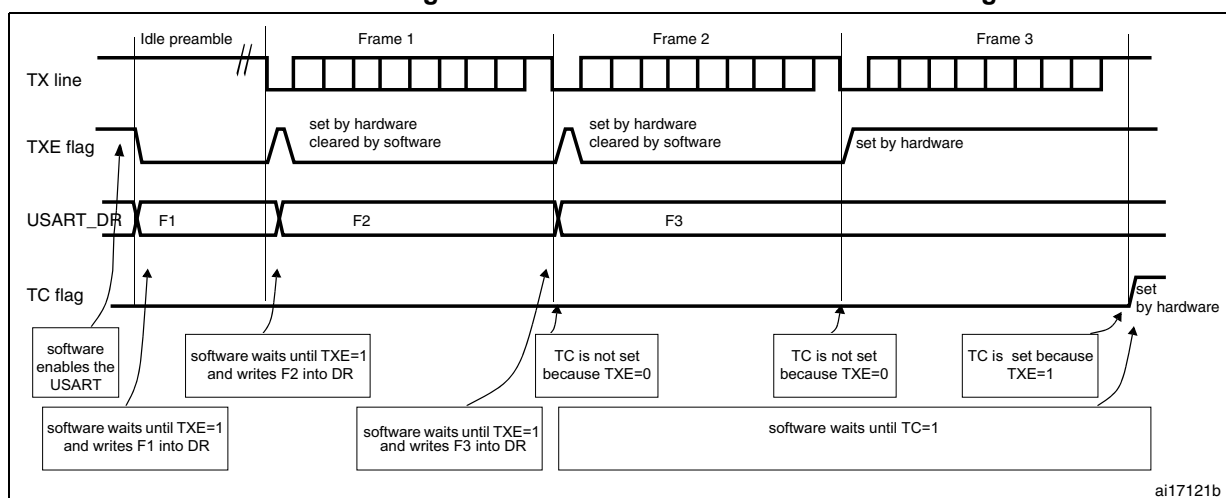 Idle preamble
Frame 1
Frame 2
Frame 3
TX line
TXE flag
set by hardware
cleared by software
set by hardware
cleared by software
set by hardware
USART_DR
F1
F2
F3
TC flag
set
by hardware
software
enables the
USART
software waits until TXE=1
and writes F2 into DR
TC is not set
because TXE=0
TC is not set
because TXE=0
TC is set because
TXE=1
software waits until TXE=1
and writes F1 into DR
software waits until TXE=1
and writes F3 into DR
software waits until TC=1
ai17121b